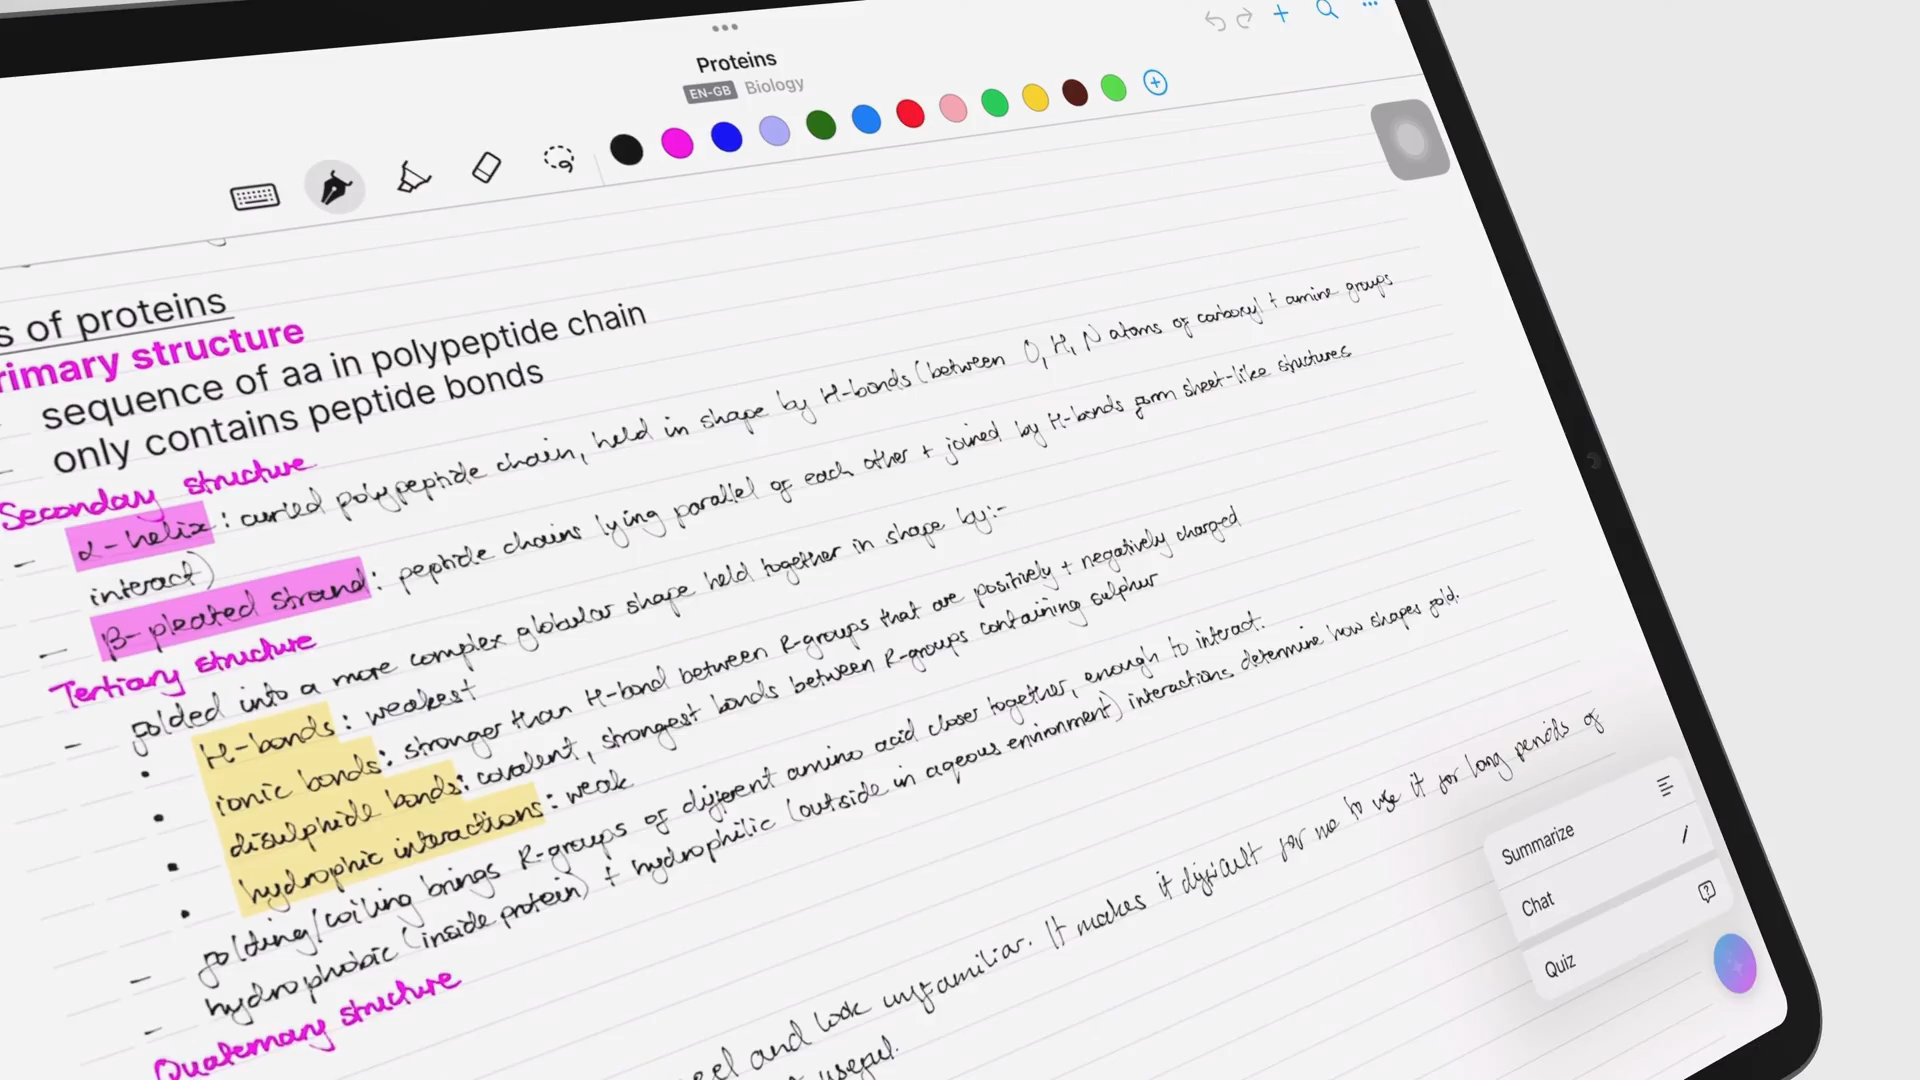 Proteins
EN-GB Biology
s of proteins
rimary structure
sequence of aa in polypeptide chain
only contains peptide bonds
Secondary structure
- α-helix : curled polypeptide chain, held in shape by H-bonds (between O, H, N atoms of carboxyl + amine groups
interact)
- β-pleated strand : peptide chains lying parallel of each other + joined by H-bonds form sheet-like structures
Tertiary structure
- folded into a more complex globular shape held together in shape by:-
• H-bonds : weakest
• ionic bonds : stronger than H-bond between R-groups that are positively + negatively charged
• disulphide bonds : covalent, strongest bonds between R-groups containing sulphur
• hydrophic interactions : weak
- folding/coiling brings R-groups of different amino acid closer together, enough to interact.
- hydrophobic (inside protein) + hydrophilic (outside in aqeous environment) interactions determine how shapes fold.
Quaternary structure
eel and look unfamiliar. It makes it difficult for me to use it for long periods of
useful.
Summarize
Chat
Quiz